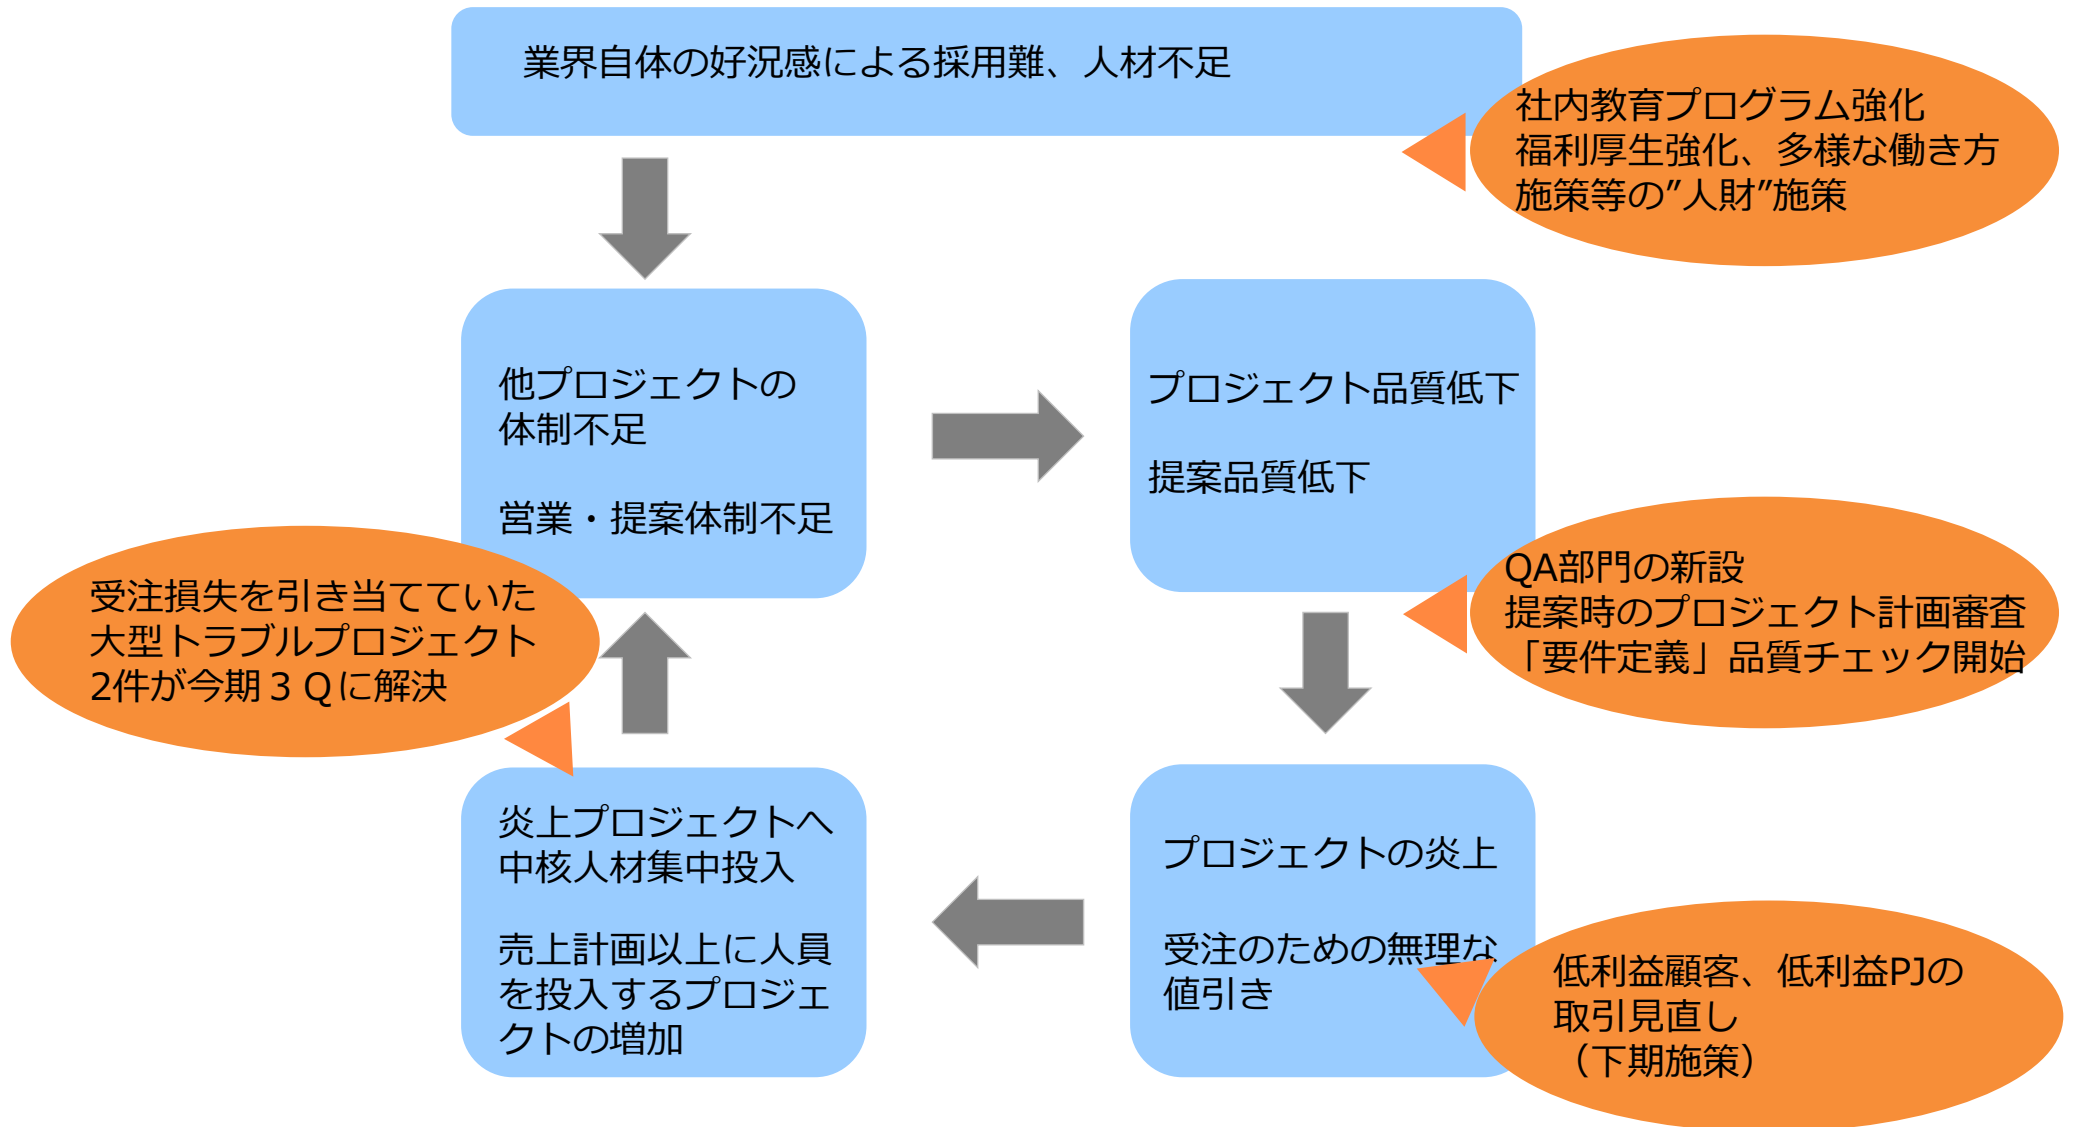 業界自体の好況感による採用難、人材不足
社内教育プログラム強化
福利厚生強化、多様な働き方
施策等の”人財”施策
他プロジェクトの
体制不足
営業・提案体制不足
プロジェクト品質低下
提案品質低下
受注損失を引き当てていた
大型トラブルプロジェクト
2件が今期３Ｑに解決
QA部門の新設
提案時のプロジェクト計画審査
「要件定義」品質チェック開始
炎上プロジェクトへ
中核人材集中投入
売上計画以上に人員
を投入するプロジェ
クトの増加
プロジェクトの炎上
受注のための無理な
値引き
低利益顧客、低利益PJの
取引見直し
（下期施策）